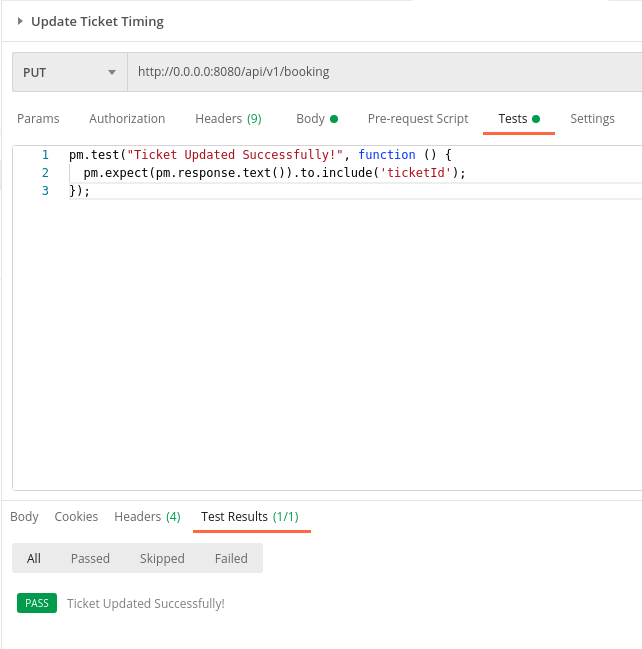 Update Ticket Timing
PUT http://0.0.0.0:8080/api/v1/booking
Params Authorization Headers (9) Body Pre-request Script Tests Settings
1 pm.test("Ticket Updated Successfully!", function () {
2 pm.expect(pm.response.text()).to.include('ticketId');
3 });
Body Cookies Headers (4) Test Results (1/1)
All Passed Skipped Failed
PASS Ticket Updated Successfully!